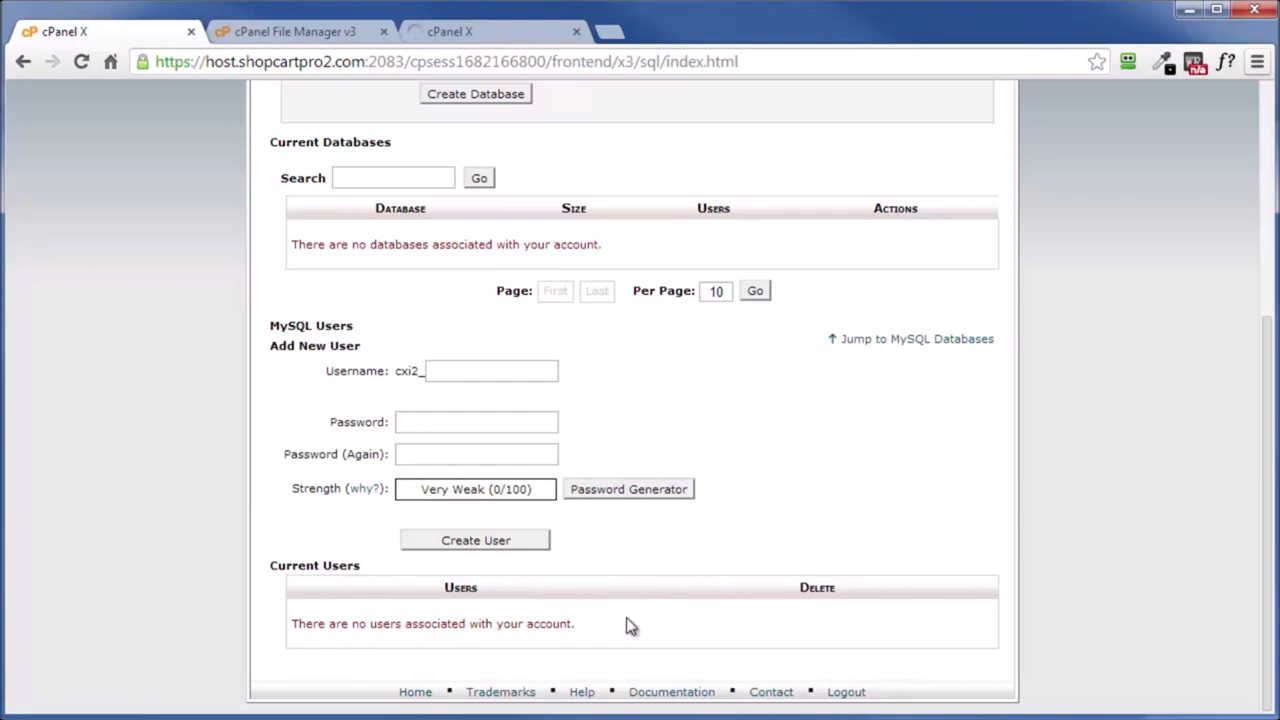 cPanel X
cPanel File Manager v3
cPanel X
https://host.shopcartpro2.com:2083/cpsess1682166800/frontend/x3/sql/index.html
n/a
f?
Create Database
Current Databases
Search Go
Database Size Users Actions
There are no databases associated with your account.
Page: First Last Per Page: 10 Go
MySQL Users
Jump to MySQL Databases
Add New User
Username: cxi2_
Password:
Password (Again):
Strength (why?): Very Weak (0/100) Password Generator
Create User
Current Users
Users Delete
There are no users associated with your account.
Home ▪ Trademarks ▪ Help ▪ Documentation ▪ Contact ▪ Logout